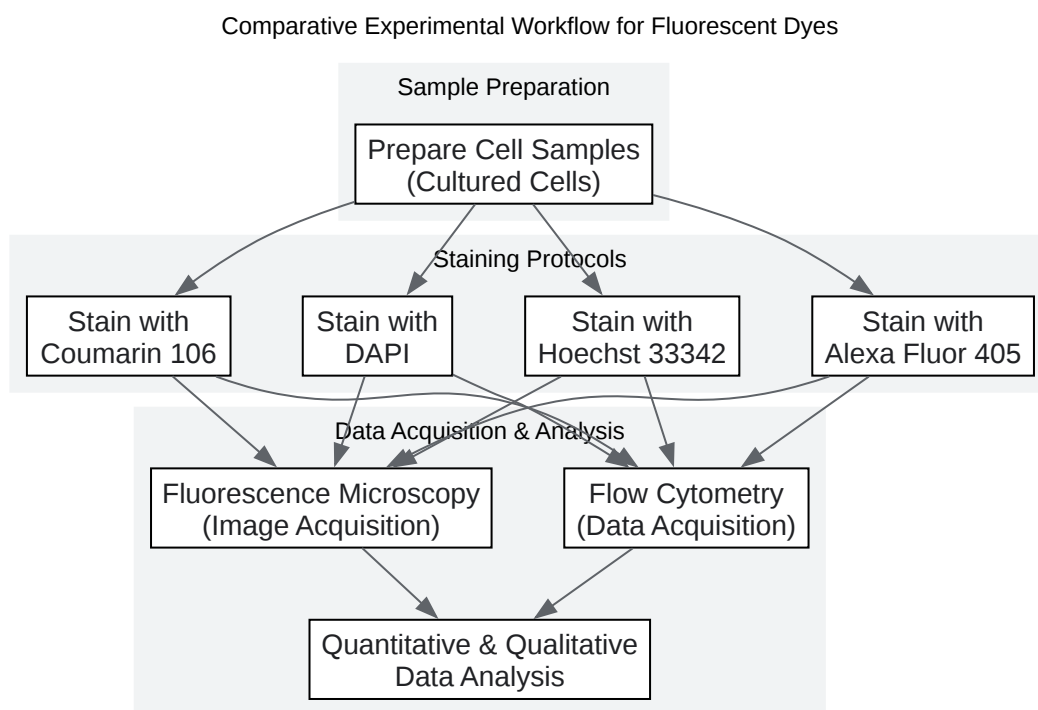 Comparative Experimental Workflow for Fluorescent Dyes
Sample Preparation
Prepare Cell Samples
(Cultured Cells)
Staining Protocols
Stain with
Coumarin 106
Stain with
DAPI
Stain with
Hoechst 33342
Stain with
Alexa Fluor 405
Data Acquisition & Analysis
Fluorescence Microscopy
(Image Acquisition)
Flow Cytometry
(Data Acquisition)
Quantitative & Qualitative
Data Analysis